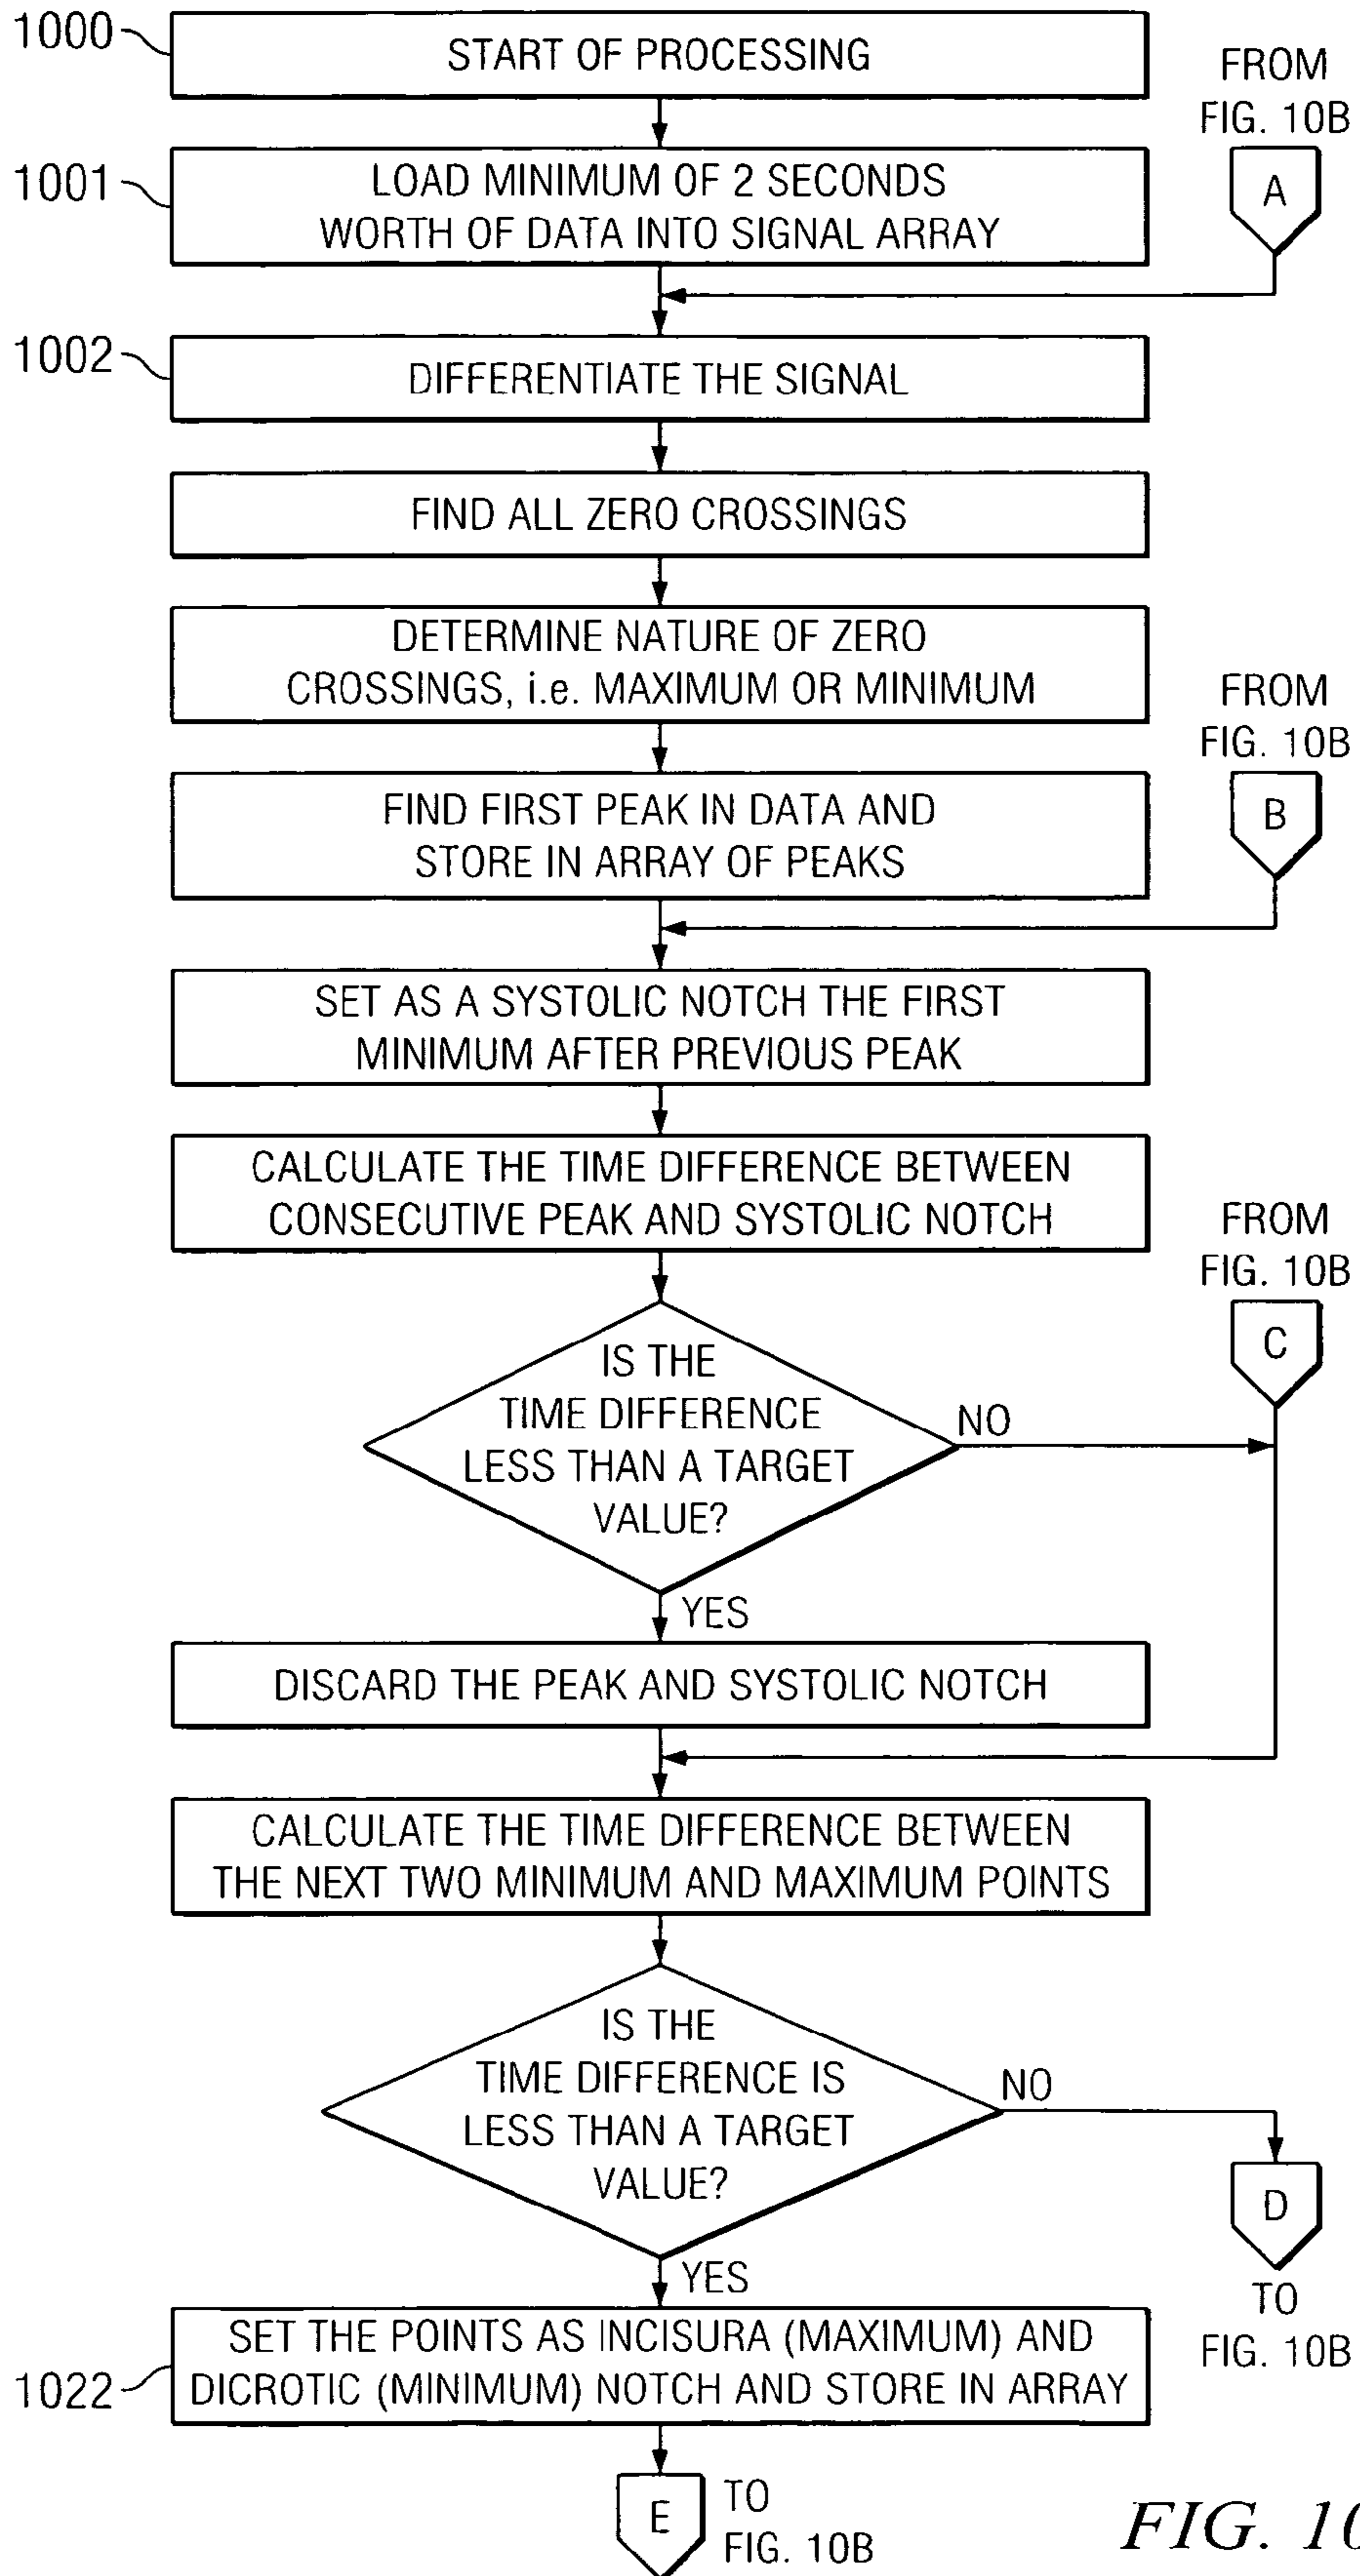 1000
START OF PROCESSING
FROM
FIG. 10B
1001
LOAD MINIMUM OF 2 SECONDS
WORTH OF DATA INTO SIGNAL ARRAY
A
1002
DIFFERENTIATE THE SIGNAL
FIND ALL ZERO CROSSINGS
DETERMINE NATURE OF ZERO
CROSSINGS, i.e. MAXIMUM OR MINIMUM
FROM
FIG. 10B
FIND FIRST PEAK IN DATA AND
STORE IN ARRAY OF PEAKS
B
SET AS A SYSTOLIC NOTCH THE FIRST
MINIMUM AFTER PREVIOUS PEAK
CALCULATE THE TIME DIFFERENCE BETWEEN
CONSECUTIVE PEAK AND SYSTOLIC NOTCH
FROM
FIG. 10B
C
IS THE
TIME DIFFERENCE
LESS THAN A TARGET
VALUE?
NO
YES
DISCARD THE PEAK AND SYSTOLIC NOTCH
CALCULATE THE TIME DIFFERENCE BETWEEN
THE NEXT TWO MINIMUM AND MAXIMUM POINTS
IS THE
TIME DIFFERENCE IS
LESS THAN A TARGET
VALUE?
NO
D
TO
FIG. 10B
YES
1022
SET THE POINTS AS INCISURA (MAXIMUM) AND
DICROTIC (MINIMUM) NOTCH AND STORE IN ARRAY
E
TO
FIG. 10B
FIG. 10